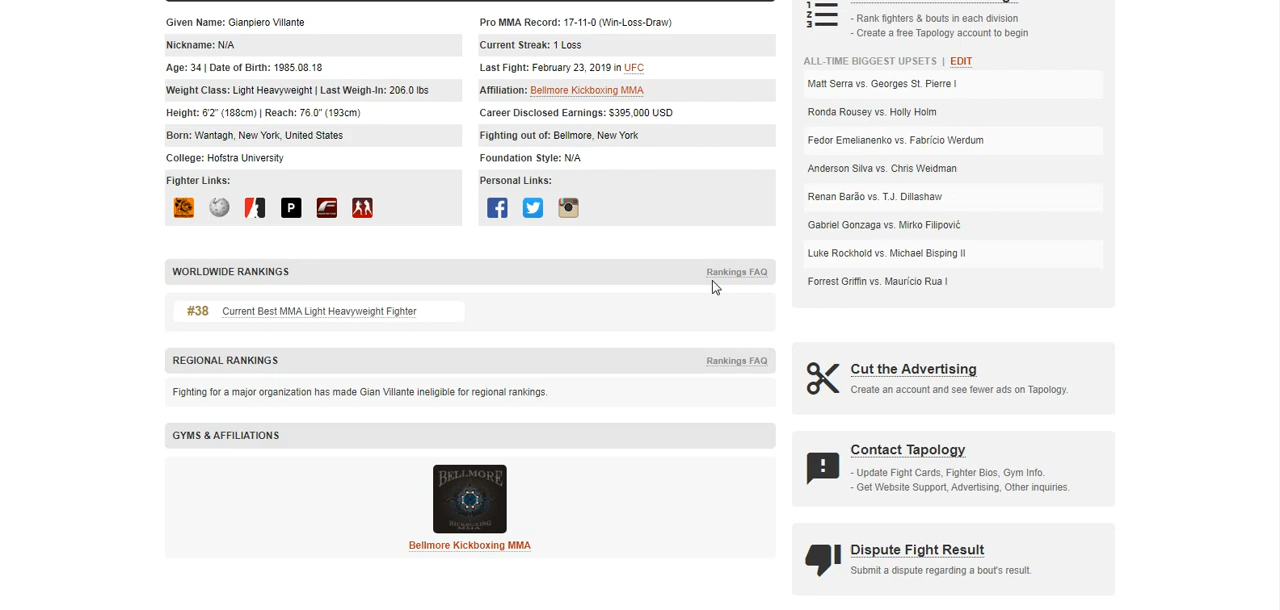 Given Name: Gianpiero Villante
Nickname: N/A
Age: 34 | Date of Birth: 1985.08.18
Weight Class: Light Heavyweight | Last Weigh-In: 206.0 lbs
Height: 6'2" (188cm) | Reach: 76.0" (193cm)
Born: Wantagh, New York, United States
College: Hofstra University
Fighter Links:
P
Pro MMA Record: 17-11-0 (Win-Loss-Draw)
Current Streak: 1 Loss
Last Fight: February 23, 2019 in UFC
Affiliation: Bellmore Kickboxing MMA
Career Disclosed Earnings: $395,000 USD
Fighting out of: Bellmore, New York
Foundation Style: N/A
Personal Links:
WORLDWIDE RANKINGS Rankings FAQ
#38 Current Best MMA Light Heavyweight Fighter
REGIONAL RANKINGS Rankings FAQ
Fighting for a major organization has made Gian Villante ineligible for regional rankings.
GYMS & AFFILIATIONS
BELLMORE
KICKBOXING
MMA
Bellmore Kickboxing MMA
- Rank fighters & bouts in each division
- Create a free Tapology account to begin
ALL-TIME BIGGEST UPSETS | EDIT
Matt Serra vs. Georges St. Pierre I
Ronda Rousey vs. Holly Holm
Fedor Emelianenko vs. Fabrício Werdum
Anderson Silva vs. Chris Weidman
Renan Barão vs. T.J. Dillashaw
Gabriel Gonzaga vs. Mirko Filipović
Luke Rockhold vs. Michael Bisping II
Forrest Griffin vs. Maurício Rua I
Cut the Advertising
Create an account and see fewer ads on Tapology.
Contact Tapology
- Update Fight Cards, Fighter Bios, Gym Info.
- Get Website Support, Advertising, Other inquiries.
Dispute Fight Result
Submit a dispute regarding a bout's result.